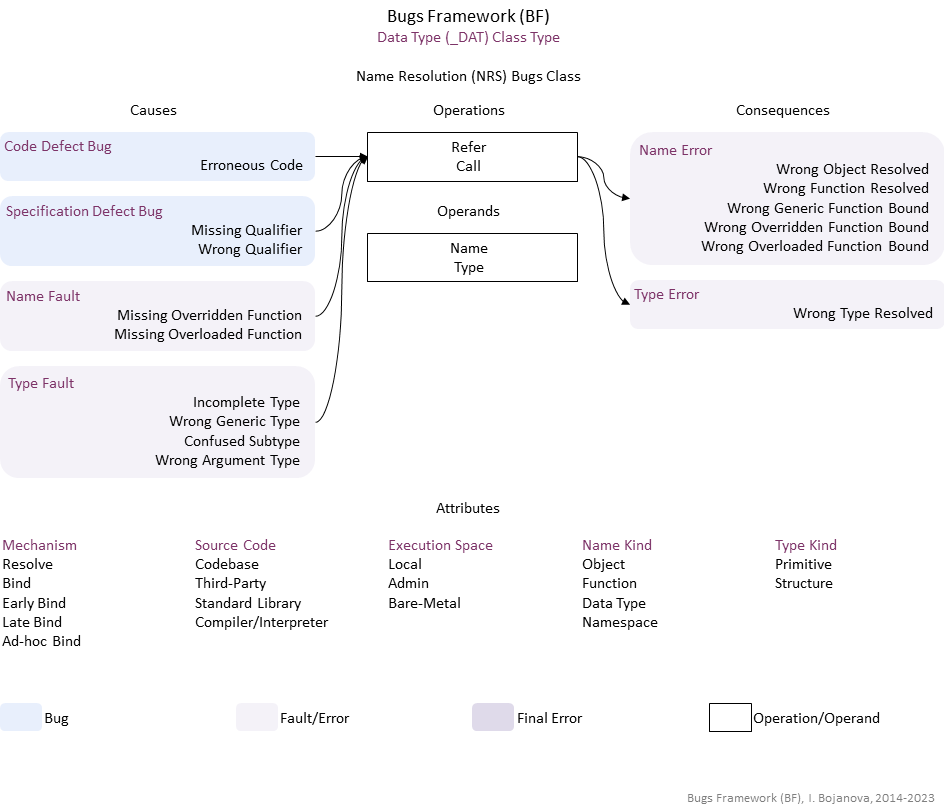 Bugs Framework (BF)
Data Type (_DAT) Class Type
Name Resolution (NRS) Bugs Class
Causes
Code Defect Bug
Erroneous Code
Specification Defect Bug
Missing Qualifier
Wrong Qualifier
Name Fault
Missing Overridden Function
Missing Overloaded Function
Type Fault
Incomplete Type
Wrong Generic Type
Confused Subtype
Wrong Argument Type
Operations
Refer
Call
Operands
Name
Type
Consequences
Name Error
Wrong Object Resolved
Wrong Function Resolved
Wrong Generic Function Bound
Wrong Overridden Function Bound
Wrong Overloaded Function Bound
Type Error
Wrong Type Resolved
Attributes
Mechanism
Resolve
Bind
Early Bind
Late Bind
Ad-hoc Bind
Source Code
Codebase
Third-Party
Standard Library
Compiler/Interpreter
Execution Space
Local
Admin
Bare-Metal
Name Kind
Object
Function
Data Type
Namespace
Type Kind
Primitive
Structure
Bug
Fault/Error
Final Error
Operation/Operand
Bugs Framework (BF), I. Bojanova, 2014-2023